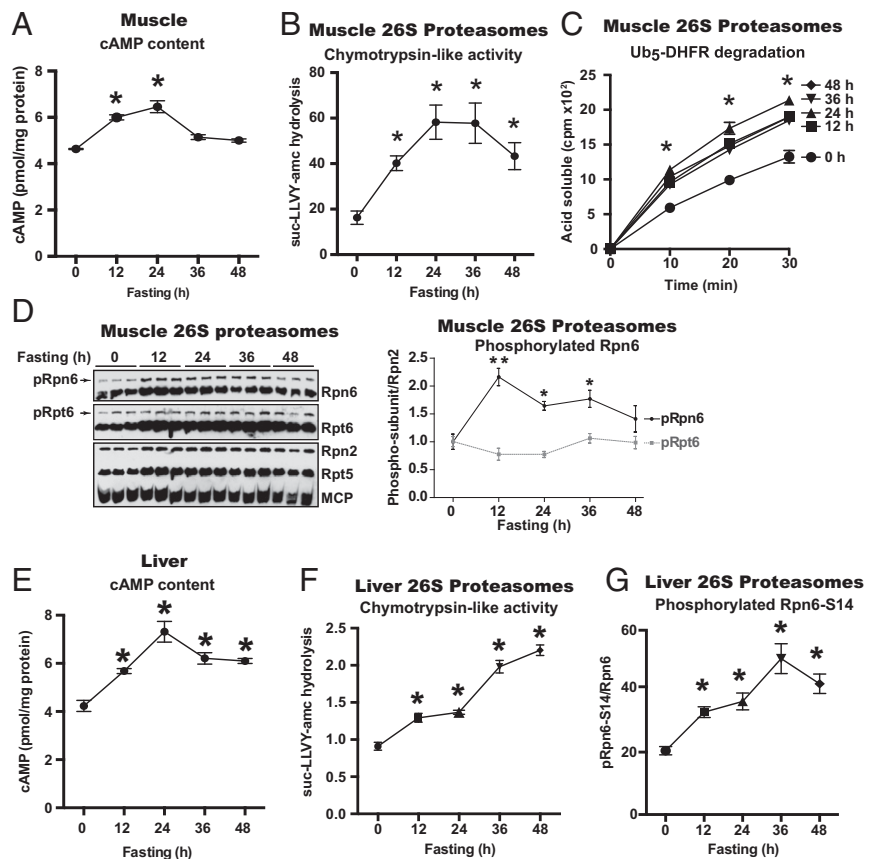 A
Muscle
cAMP content
cAMP (pmol/mg protein)
8
6
4
2
0
*
*
0 12 24 36 48
Fasting (h)
B
Muscle 26S Proteasomes
Chymotrypsin-like activity
suc-LLVY-amc hydrolysis
80
60
40
20
0
*
*
*
*
0 12 24 36 48
Fasting (h)
C
Muscle 26S Proteasomes
Ub5-DHFR degradation
Acid soluble (cpm x10²)
25
20
15
10
5
0
*
*
*
48 h
36 h
24 h
12 h
0 h
0 10 20 30
Time (min)
D
Muscle 26S proteasomes
Fasting (h) 0 12 24 36 48
pRpn6
Rpn6
pRpt6
Rpt6
Rpn2
Rpt5
MCP
Muscle 26S Proteasomes
Phosphorylated Rpn6
Phospho-subunit/Rpn2
2.5
2.0
1.5
1.0
0.5
0
**
*
*
pRpn6
pRpt6
0 12 24 36 48
Fasting (h)
E
Liver
cAMP content
cAMP (pmol/mg protein)
8
6
4
2
0
*
*
*
*
0 12 24 36 48
Fasting (h)
F
Liver 26S Proteasomes
Chymotrypsin-like activity
suc-LLVY-amc hydrolysis
2.5
2.0
1.5
1.0
0.5
0.0
*
*
*
*
0 12 24 36 48
Fasting (h)
G
Liver 26S Proteasomes
Phosphorylated Rpn6-S14
pRpn6-S14/Rpn6
60
40
20
0
*
*
*
*
0 12 24 36 48
Fasting (h)